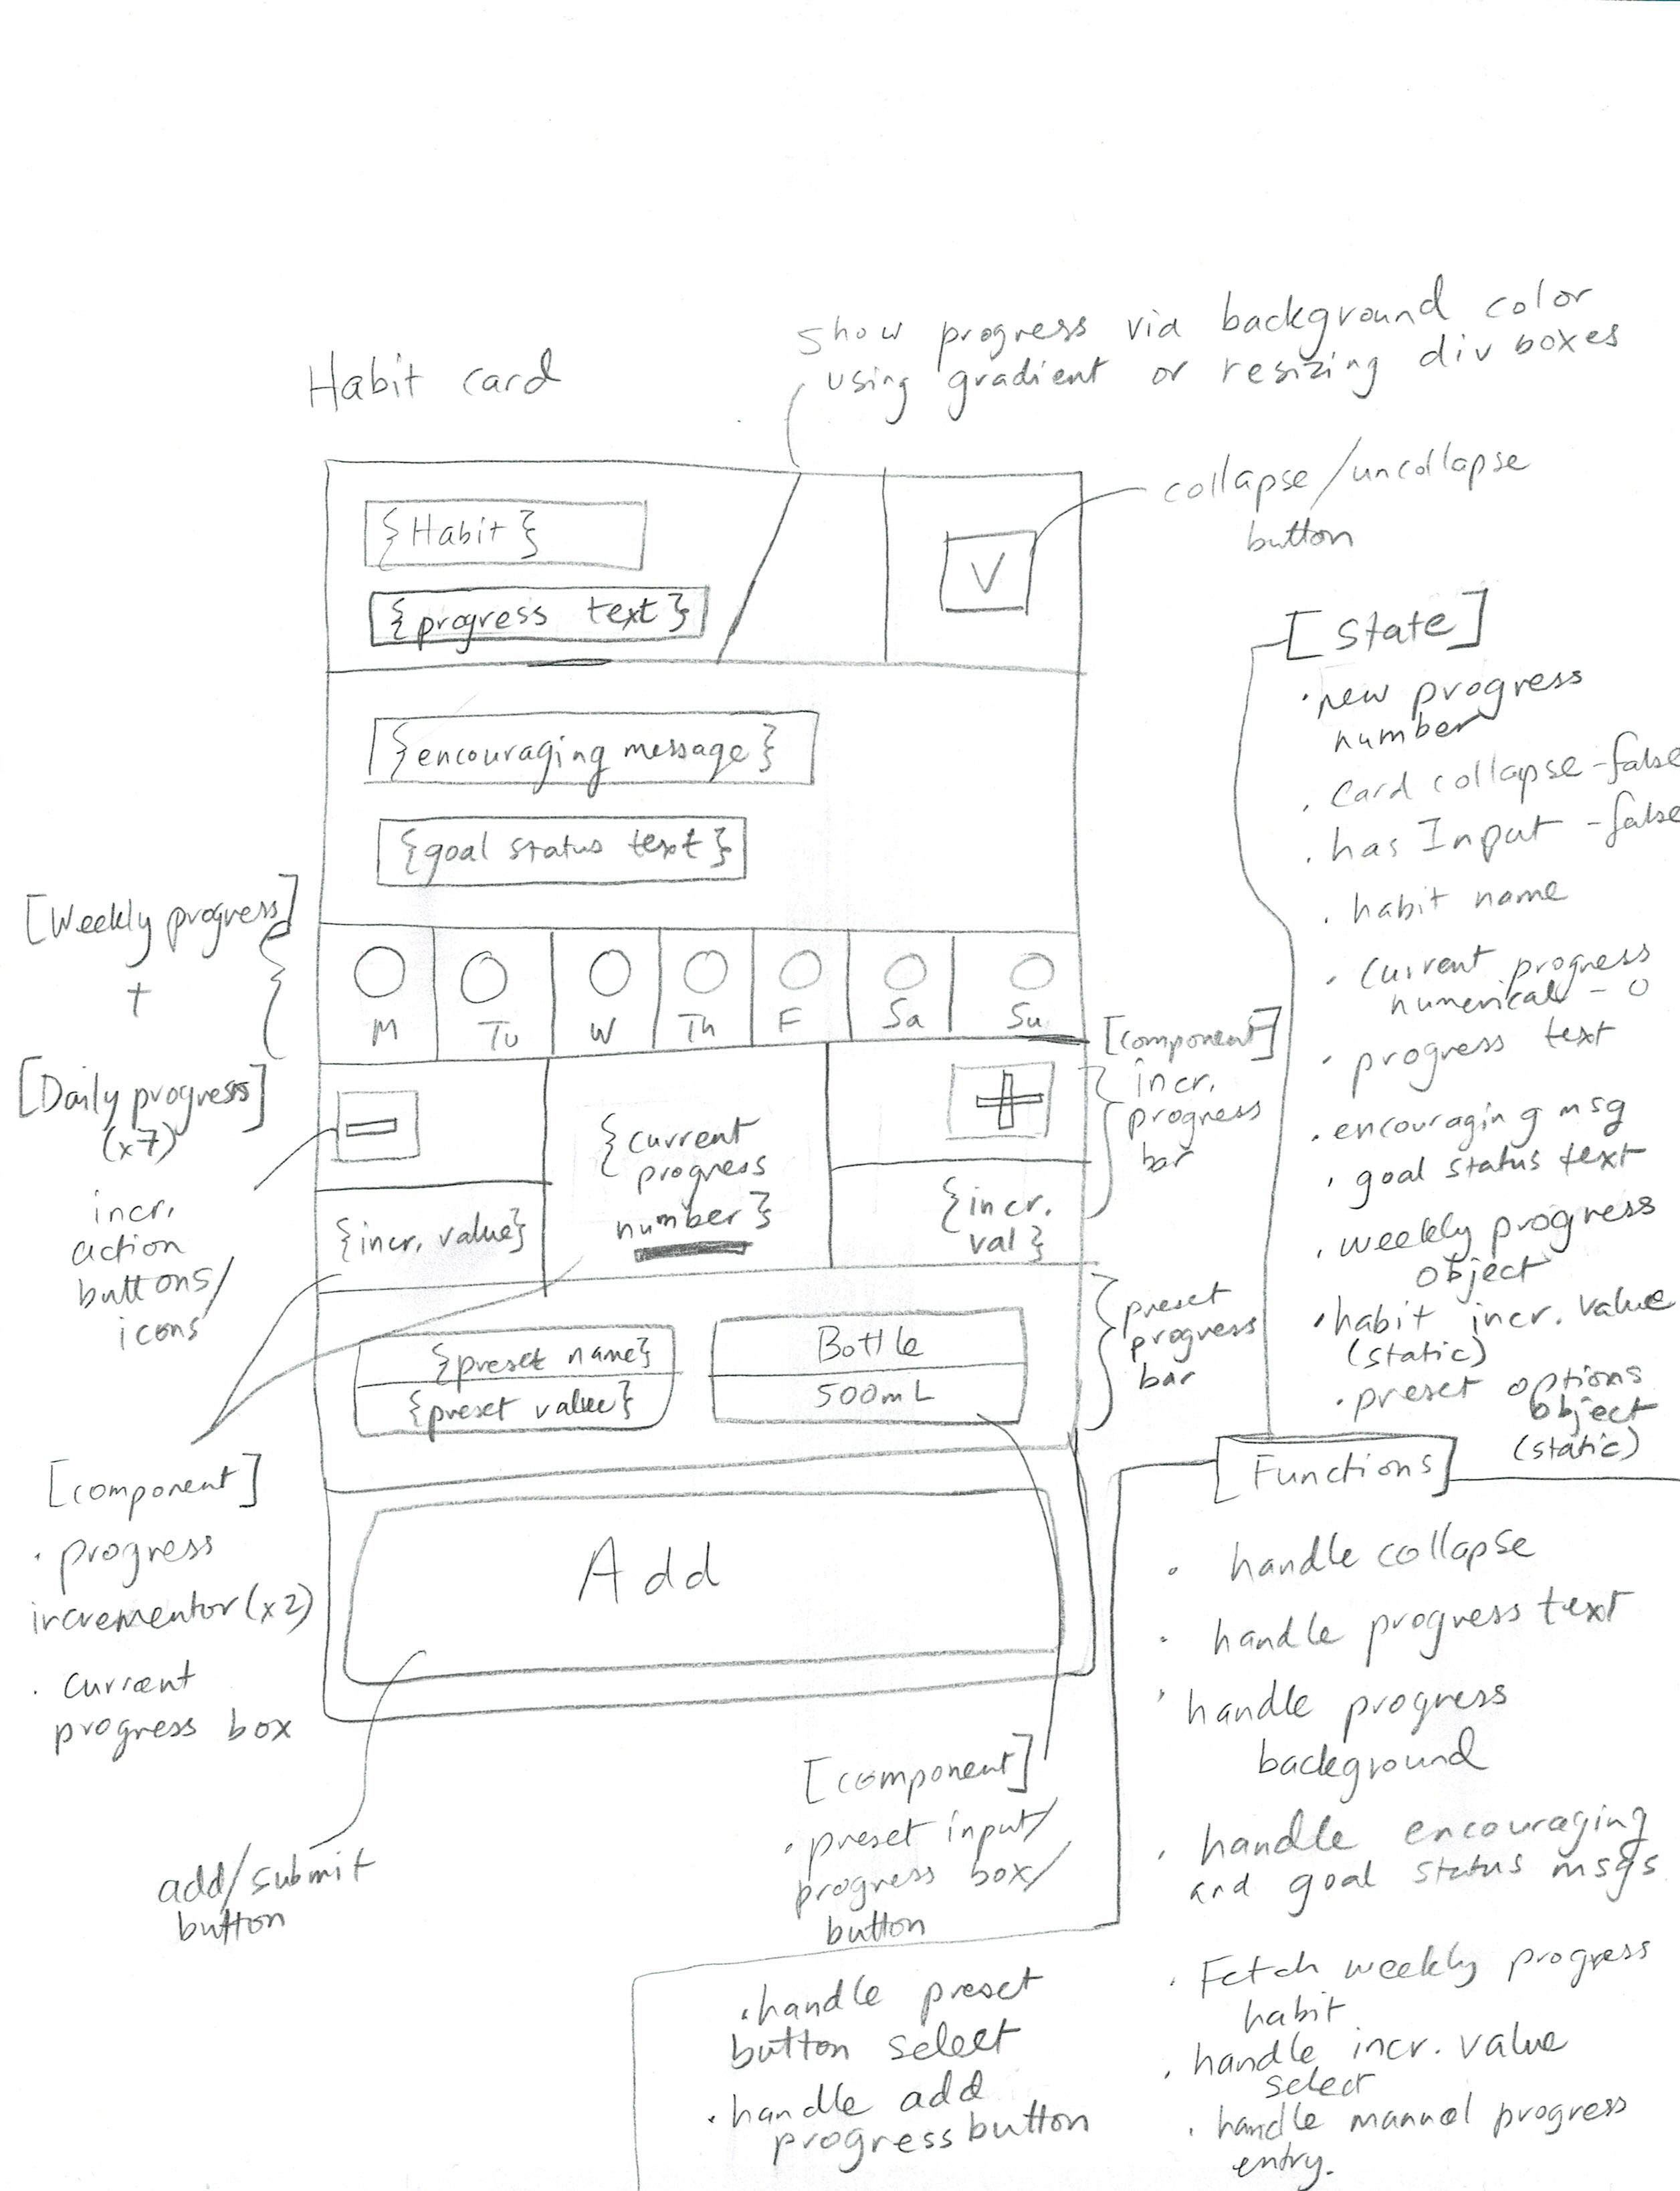 Habit card
show progress via background color
using gradient or resizing div boxes
collapse/uncollapse
button
{Habit}
{progress text}
V
{encouraging message}
{goal status text}
[Weekly progress]
+
[Daily progress]
(x7)
M Tu W Th F Sa Su
incr.
action
buttons/
icons
{incr. value}
{current
progress
number}
{incr.
val}
[component]
incr.
progress
bar
{preset name}
{preset value}
Bottle
500mL
preset
progress
bar
Add
[component]
· progress
incrementor (x2)
· current
progress box
add/submit
button
[component]
· preset input/
progress box/
button
[State]
· new progress
number
· Card collapse - false
· has Input - false
· habit name
· current progress
numerical - 0
· progress text
· encouraging msg
· goal status text
· weekly progress
object
· habit incr. value
(static)
· preset options
object
(static)
[Functions]
· handle collapse
· handle progress text
· handle progress
background
· handle encouraging
and goal status msgs
· Fetch weekly progress
habit
· handle incr. value
select
· handle manual progress
entry.
· handle preset
button select
· handle add
progress button